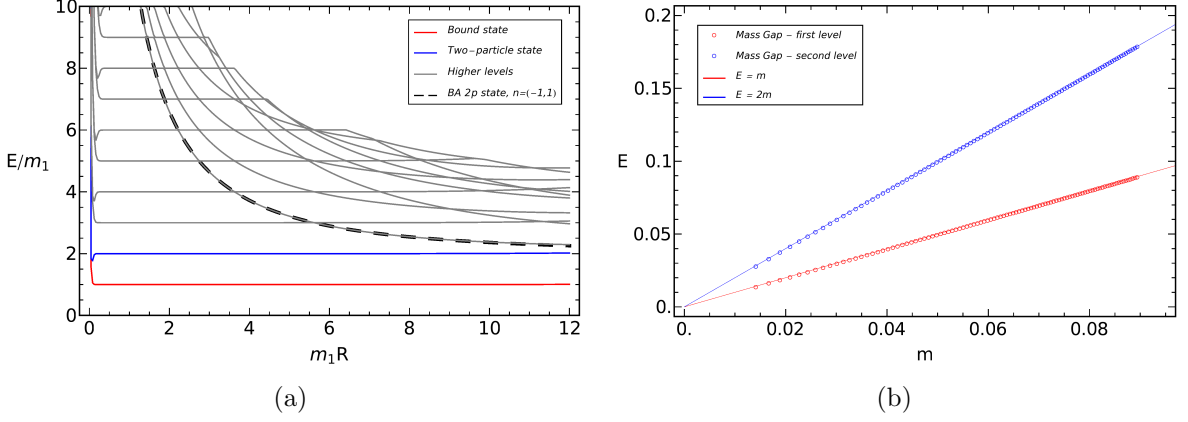 10
8
6
4
2
0
E/m₁
0
2
4
6
8
10
12
m₁R
Bound state
Two-particle state
Higher levels
BA 2p state, n=(-1,1)
(a)
0.2
0.15
0.1
0.05
0.
E
0.
0.02
0.04
0.06
0.08
m
Mass Gap - first level
Mass Gap - second level
E = m
E = 2m
(b)